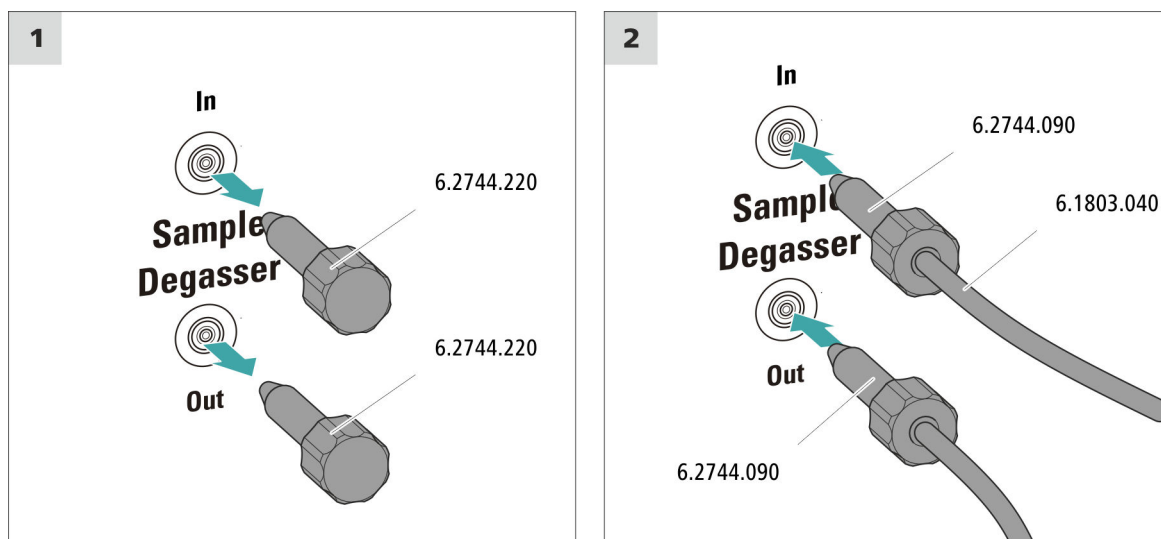 1
In
6.2744.220
Sample
Degasser
6.2744.220
Out
2
In
6.2744.090
6.1803.040
Sample
Degasser
Out
6.2744.090